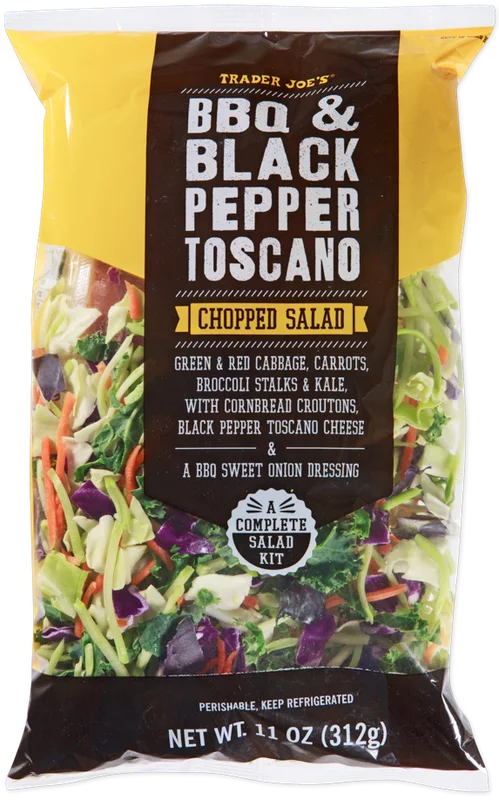 TRADER JOE'S®
BBQ &
BLACK
PEPPER
TOSCANO
CHOPPED SALAD
GREEN & RED CABBAGE, CARROTS,
BROCCOLI STALKS & KALE,
WITH CORNBREAD CROUTONS,
BLACK PEPPER TOSCANO CHEESE
&
A BBQ SWEET ONION DRESSING
A
COMPLETE
SALAD
KIT
PERISHABLE, KEEP REFRIGERATED
NET WT. 11 OZ (312g)